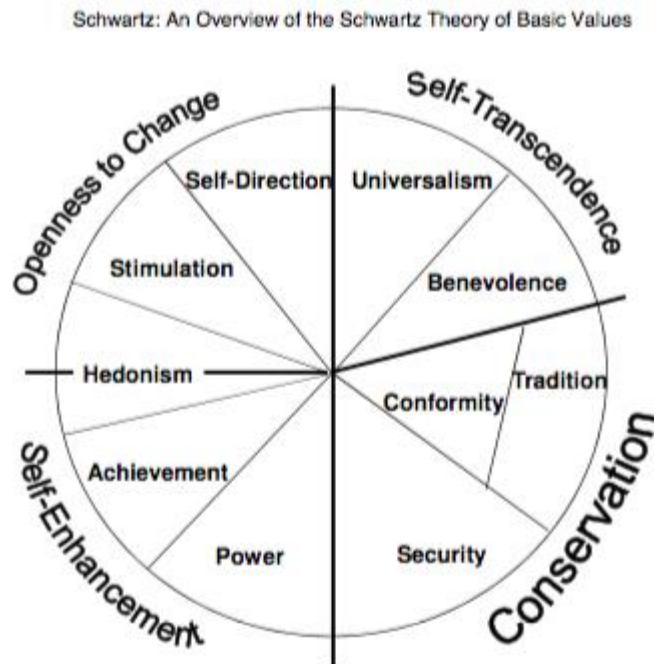 Schwartz: An Overview of the Schwartz Theory of Basic Values
Openness to Change
Self-Transcendence
Self-Direction
Universalism
Stimulation
Benevolence
Hedonism
Tradition
Conformity
Achievement
Power
Security
Self-Enhancement
Conservation